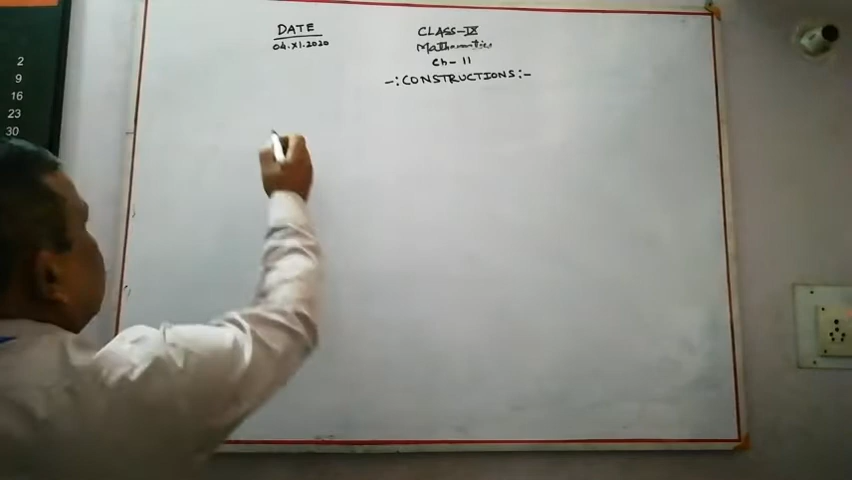 2
9
16
23
30
DATE
04.XI.2020
CLASS-IX
Mathematics
Ch-11
-:CONSTRUCTIONS:-